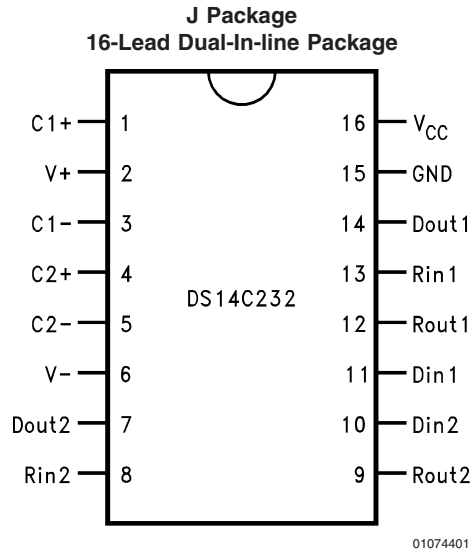 J Package
16-Lead Dual-In-line Package
C1+ 1 16 VCC
V+ 2 15 GND
C1- 3 14 Dout1
C2+ 4 13 Rin1
DS14C232
C2- 5 12 Rout1
V- 6 11 Din1
Dout2 7 10 Din2
Rin2 8 9 Rout2
01074401